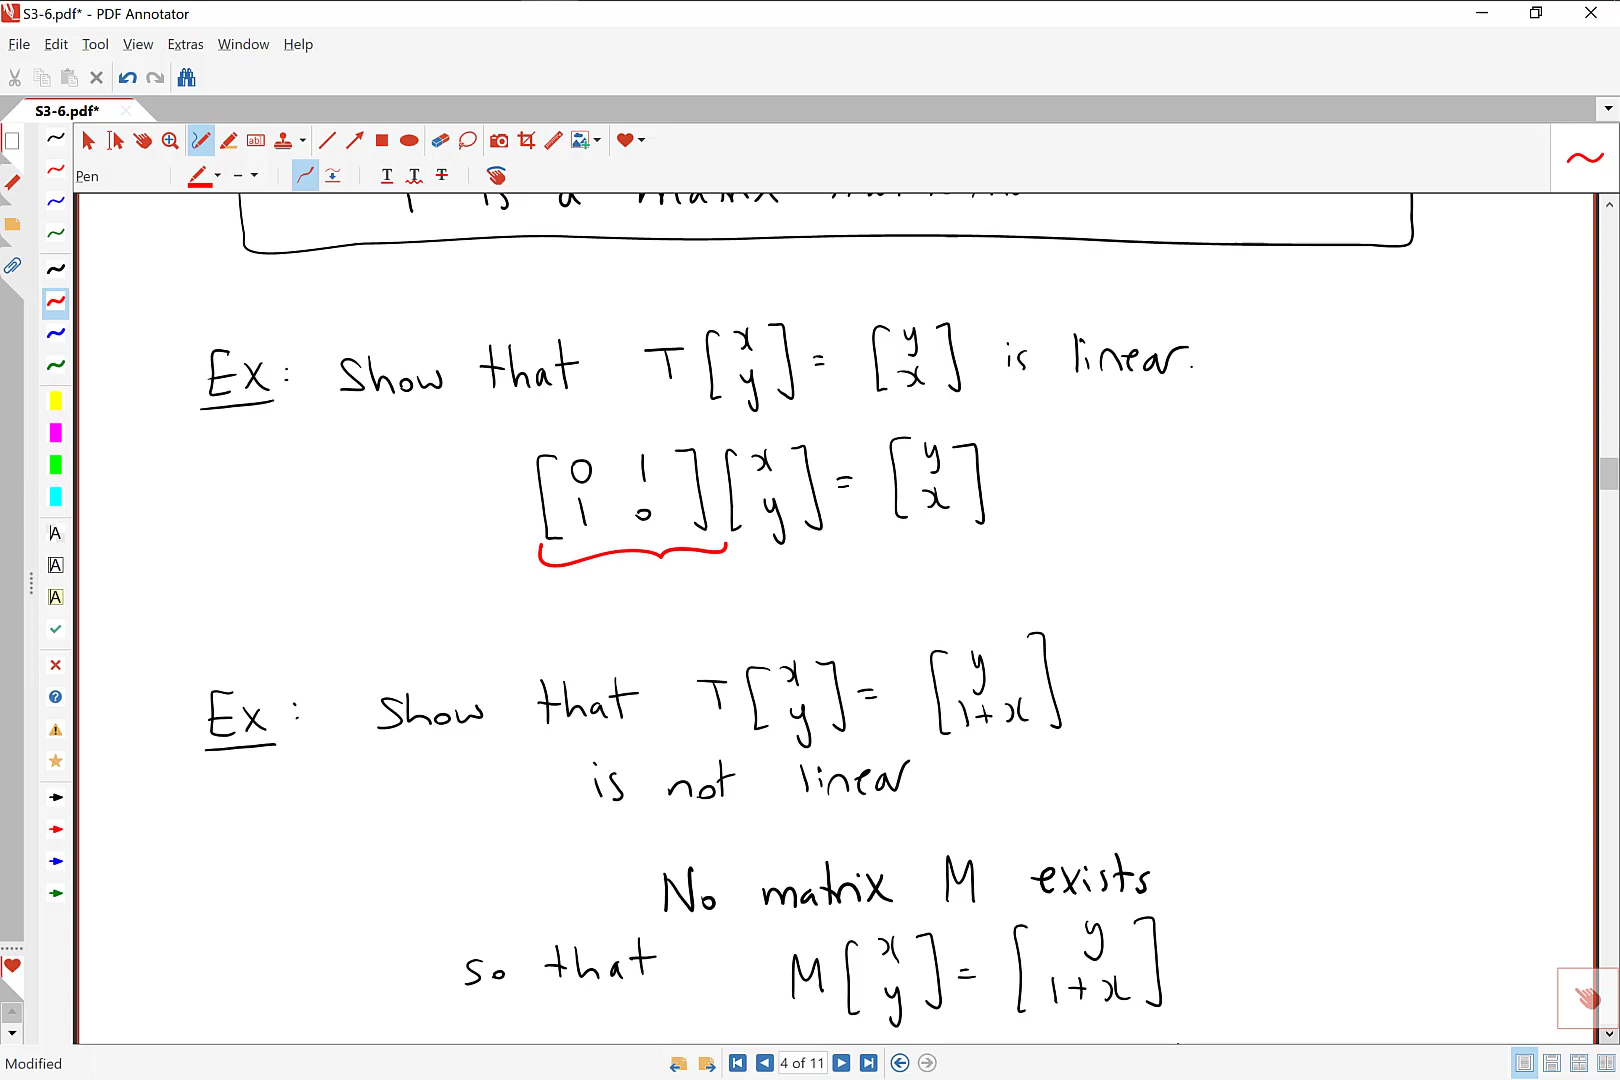 S3-6.pdf* - PDF Annotator
File Edit Tool View Extras Window Help
S3-6.pdf*
Pen
T is a matrix
Ex: Show that T[x y] = [y x] is linear.
[0 1 1 0][x y] = [y x]
Ex: Show that T[x y] = [y 1+x]
is not linear
No matrix M exists
so that M[x y] = [y 1+x]
Modified
4 of 11